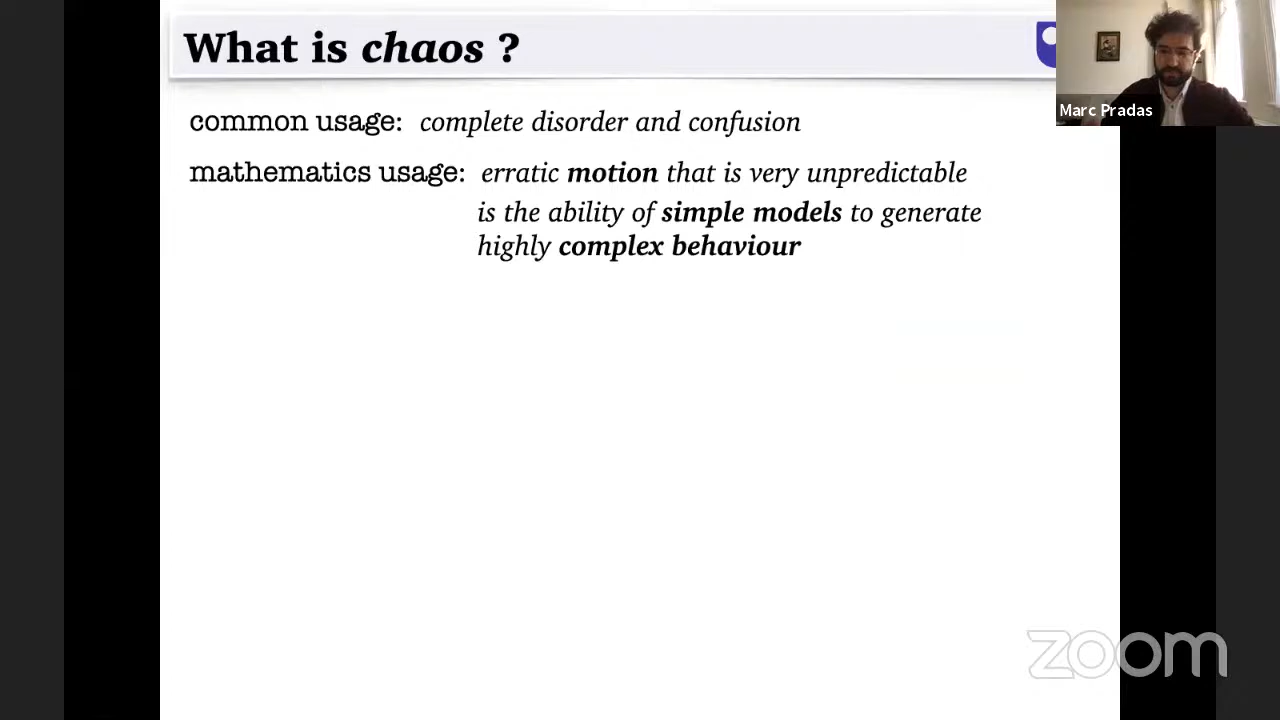 What is chaos ?
Marc Pradas
common usage: complete disorder and confusion
mathematics usage: erratic motion that is very unpredictable
is the ability of simple models to generate
highly complex behaviour
zoom